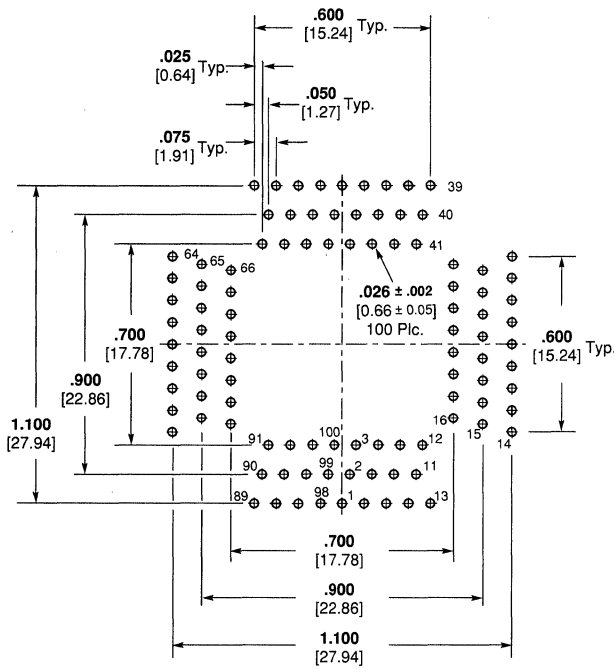 .600
[15.24] Typ.
.025
[0.64] Typ.
.050
[1.27] Typ.
.075
[1.91] Typ.
39
40
41
64 65 66
.026 ± .002
[0.66 ± 0.05]
100 Plc.
.600
[15.24] Typ.
.700
[17.78]
.900
[22.86]
1.100
[27.94]
16
15
14
91 100 3 12
90 99 2 11
89 98 1 13
.700
[17.78]
.900
[22.86]
1.100
[27.94]